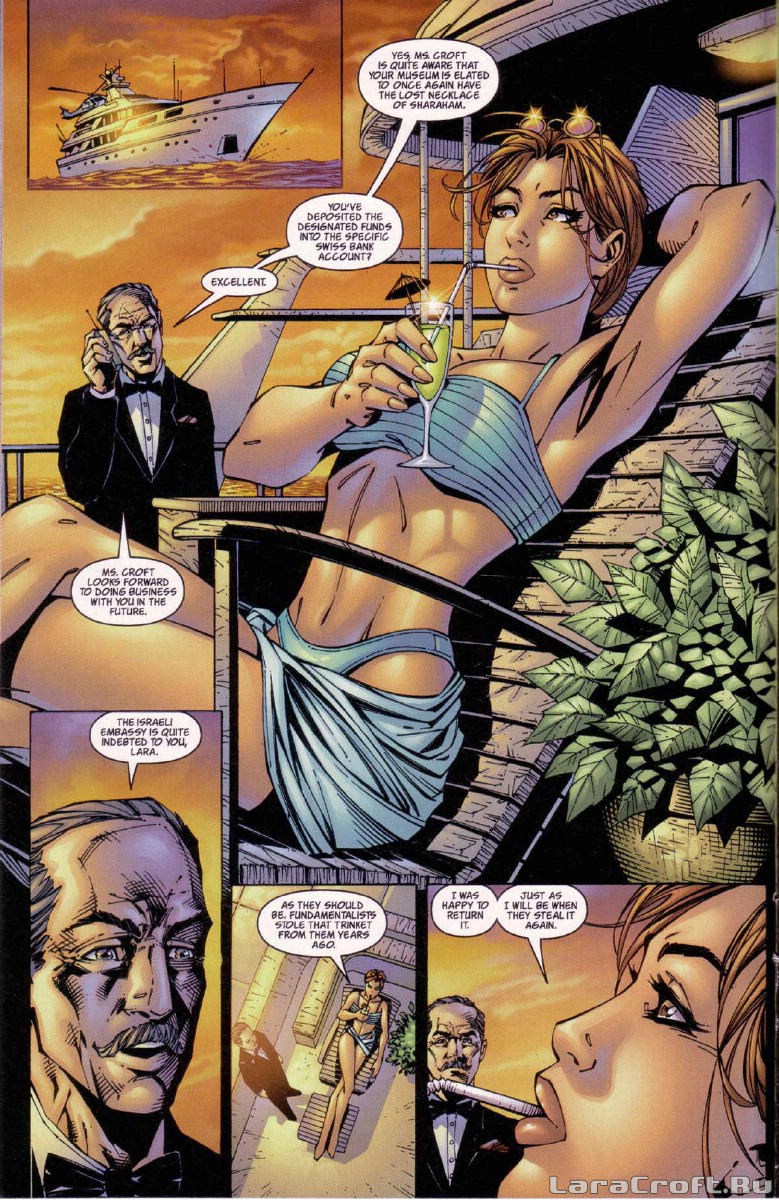 YES, MS. CROFT
IS QUITE AWARE THAT
YOUR MUSEUM IS ELATED
TO ONCE AGAIN HAVE
THE LOST NECKLACE
OF SHARAHAM.
YOU'VE
DEPOSITED THE
DESIGNATED FUNDS
INTO THE SPECIFIC
SWISS BANK
ACCOUNT?
EXCELLENT.
MS. CROFT
LOOKS FORWARD
TO DOING BUSINESS
WITH YOU IN THE
FUTURE.
THE ISRAELI
EMBASSY IS QUITE
INDEBTED TO YOU,
LARA.
AS THEY SHOULD
BE. FUNDAMENTALISTS
STOLE THAT TRINKET
FROM THEM YEARS
AGO.
I WAS
HAPPY TO
RETURN
IT.
JUST AS
I WILL BE WHEN
THEY STEAL IT
AGAIN.
LaraCroft.Ru